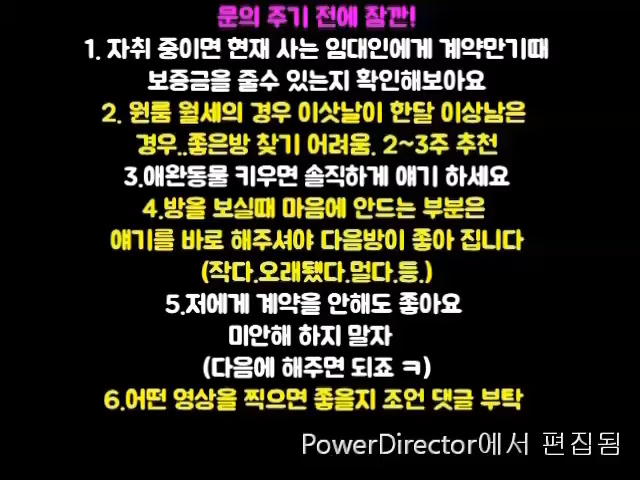 문의 주기 전에 잠깐!
1. 자취 중이면 현재 사는 임대인에게 계약만기때
보증금을 줄수 있는지 확인해보아요
2. 원룸 월세의 경우 이삿날이 한달 이상남은
경우..좋은방 찾기 어려움. 2~3주 추천
3.애완동물 키우면 솔직하게 얘기 하세요
4.방을 보실때 마음에 안드는 부분은
얘기를 바로 해주셔야 다음방이 좋아 집니다
(작다.오래됐다.멀다.등.)
5.저에게 계약을 안해도 좋아요
미안해 하지 말자
(다음에 해주면 되죠 ㅋ)
6.어떤 영상을 찍으면 좋을지 조언 댓글 부탁
PowerDirector에서 편집됨